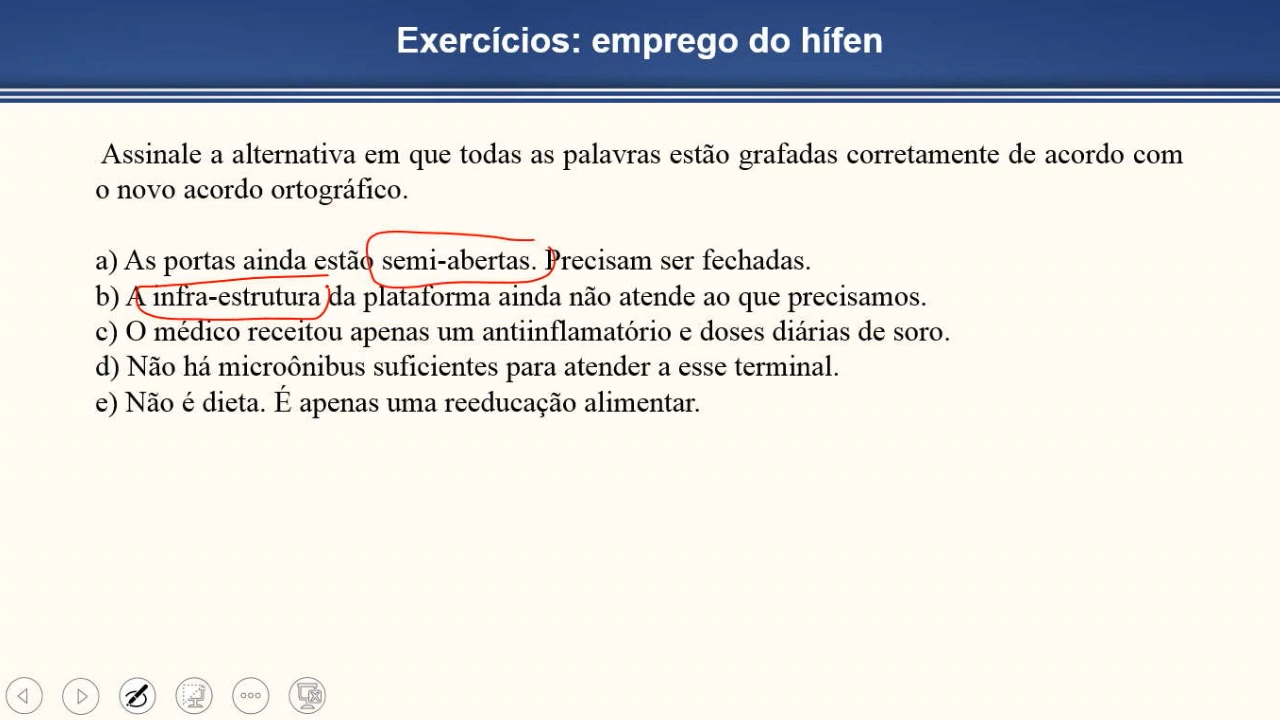 Exercícios: emprego do hífen
Assinale a alternativa em que todas as palavras estão grafadas corretamente de acordo com
o novo acordo ortográfico.
a) As portas ainda estão semi-abertas. Precisam ser fechadas.
b) A infra-estrutura da plataforma ainda não atende ao que precisamos.
c) O médico receitou apenas um antiinflamatório e doses diárias de soro.
d) Não há microônibus suficientes para atender a esse terminal.
e) Não é dieta. É apenas uma reeducação alimentar.